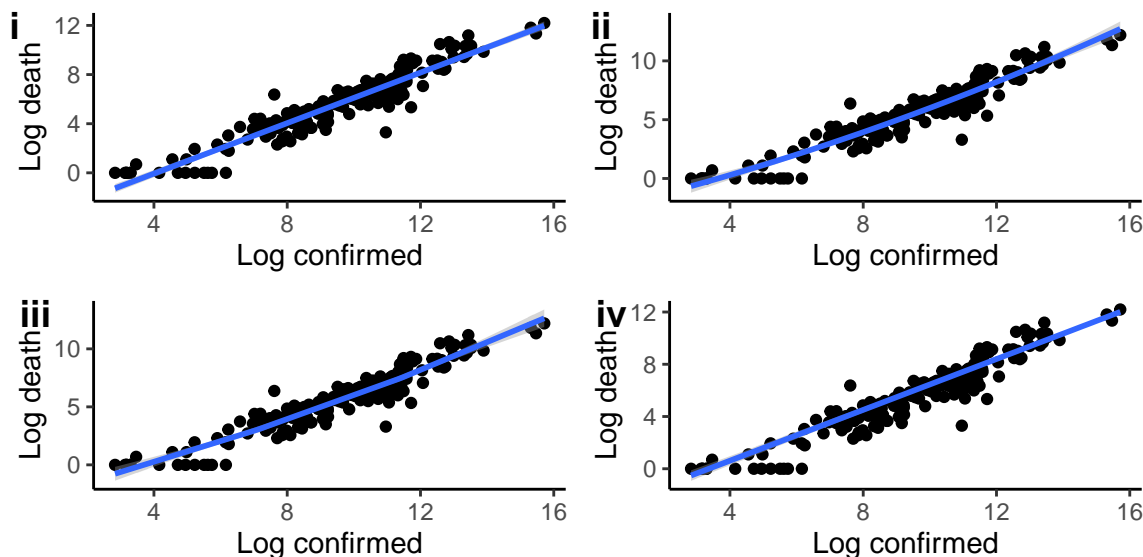 i
Log death
12
8
4
0
4 8 12 16
Log confirmed
ii
Log death
10
5
0
4 8 12 16
Log confirmed
iii
Log death
10
5
0
4 8 12 16
Log confirmed
iv
Log death
12
8
4
0
4 8 12 16
Log confirmed